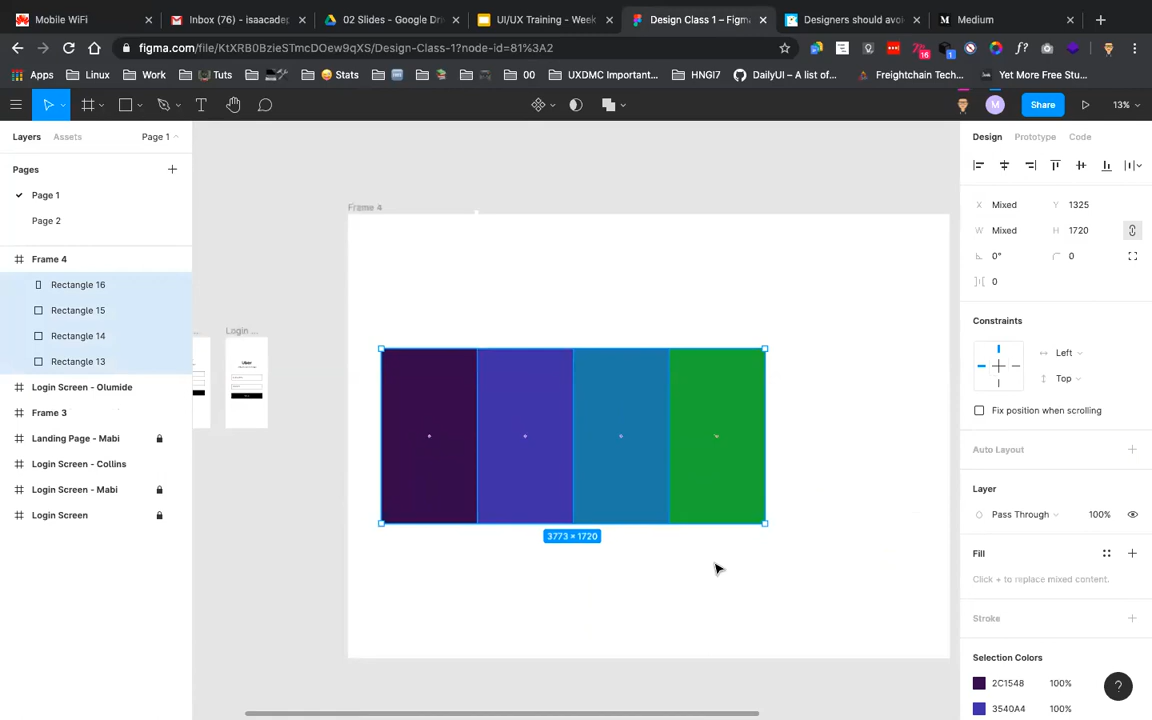 Mobile WiFi
Inbox (76) - isaacadep
02 Slides - Google Dri
UI/UX Training - Week
Design Class 1 – Figma
Designers should avoi
Medium
figma.com/file/KtXRB0BzieSTmcDOew9qXS/Design-Class-1?node-id=81%3A2
Apps
Linux
Work
Tuts
Stats
00
UXDMC Important...
HNGI7
DailyUI – A list of...
Freightchain Tech...
Yet More Free Stu...
Share
13%
Layers
Assets
Page 1
Pages
Page 1
Page 2
Frame 4
Rectangle 16
Rectangle 15
Rectangle 14
Rectangle 13
Login Screen - Olumide
Frame 3
Landing Page - Mabi
Login Screen - Collins
Login Screen - Mabi
Login Screen
Frame 4
Login ...
Uber
3773 × 1720
Design
Prototype
Code
X Mixed Y 1325
W Mixed H 1720
0° 0
0
Constraints
Left
Top
Fix position when scrolling
Auto Layout
Layer
Pass Through 100%
Fill
Click + to replace mixed content.
Stroke
Selection Colors
2C1548 100%
3540A4 100%
?